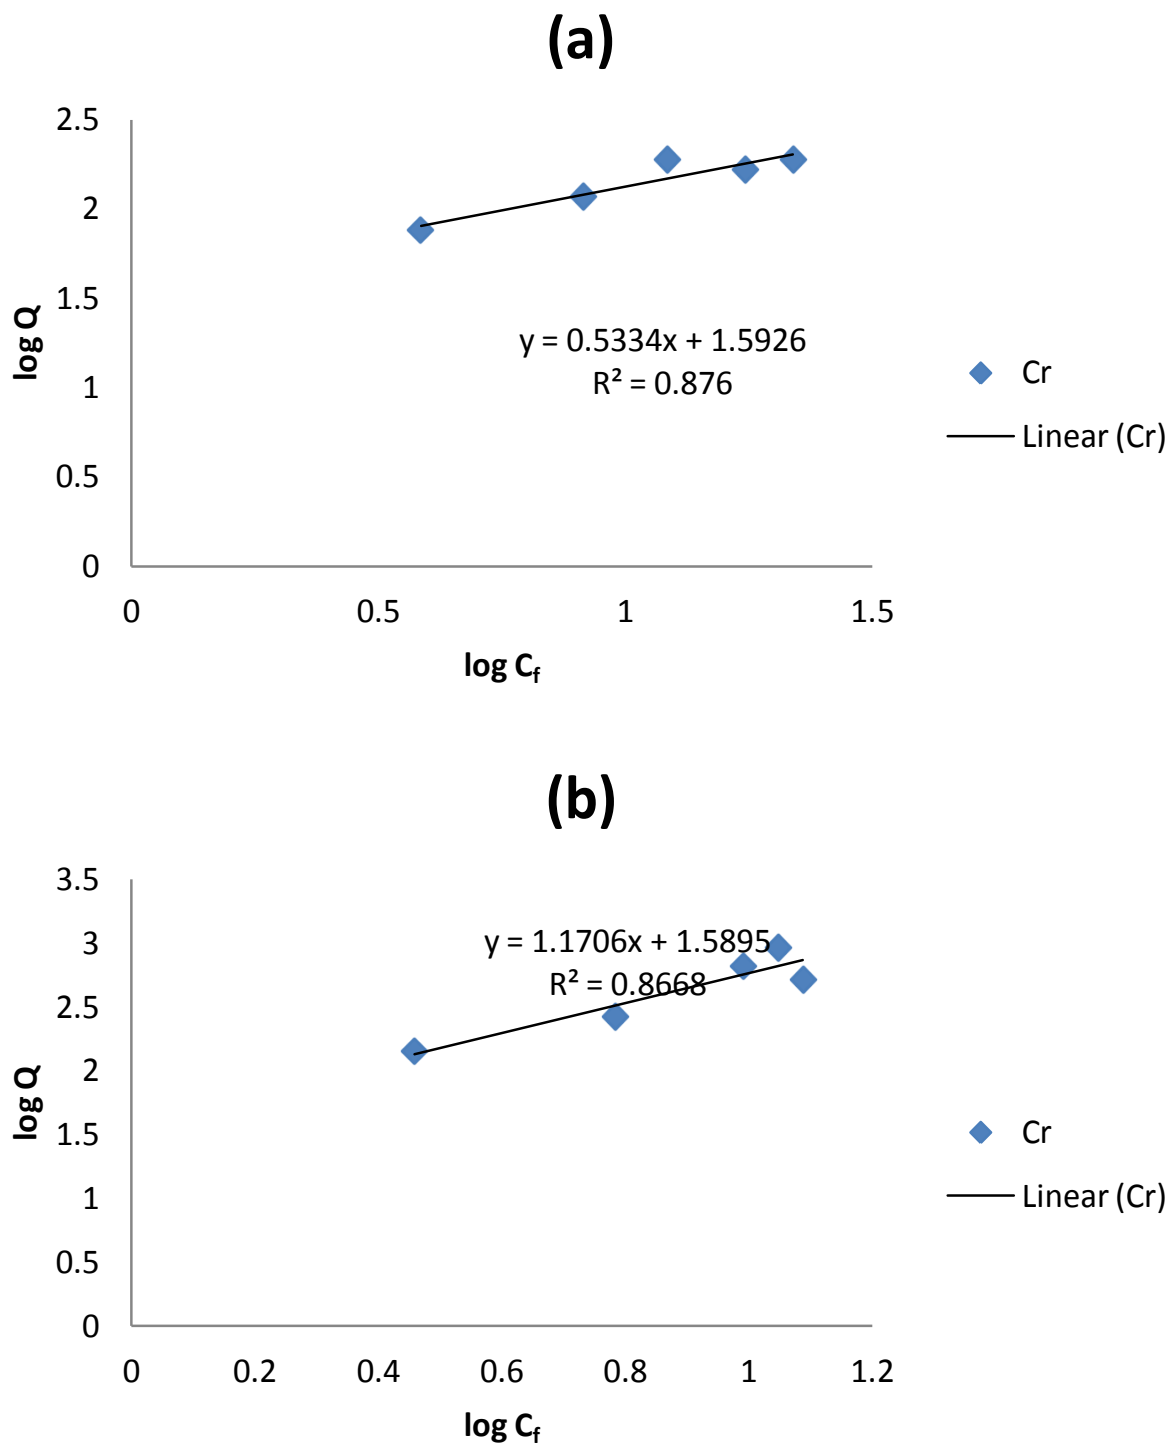 (a)
2.5
2
1.5
1
0.5
0
log Q
y = 0.5334x + 1.5926
R² = 0.876
Cr
Linear (Cr)
0 0.5 1 1.5
log Cf
(b)
3.5
3
2.5
2
1.5
1
0.5
0
log Q
y = 1.1706x + 1.5895
R² = 0.8668
Cr
Linear (Cr)
0 0.2 0.4 0.6 0.8 1 1.2
log Cf